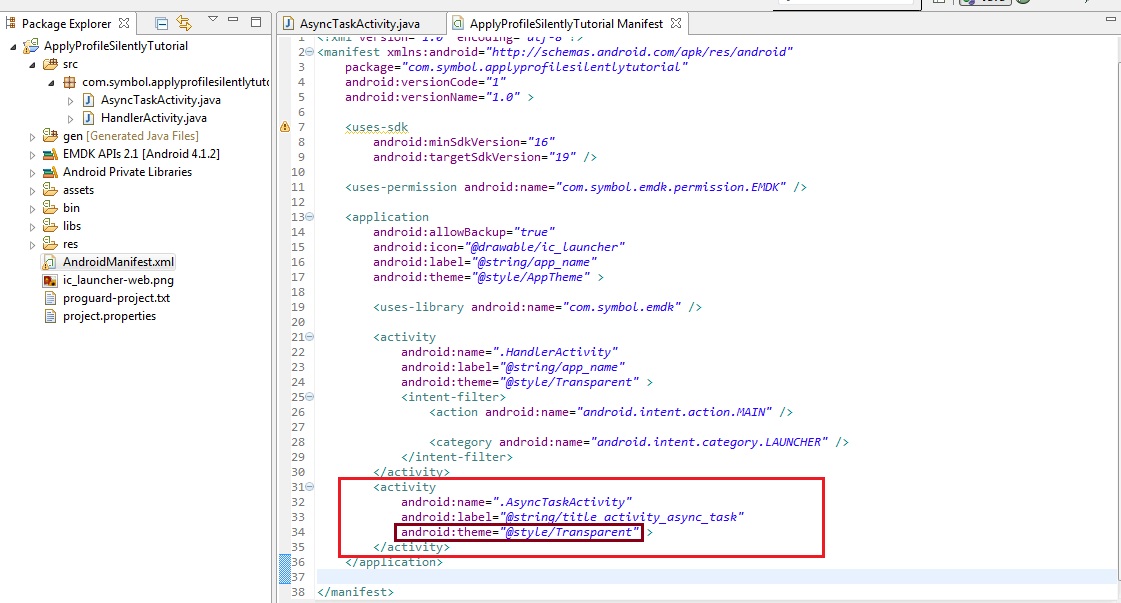 Package Explorer
ApplyProfileSilentlyTutorial
src
com.symbol.applyprofilesilentlytuto
AsyncTaskActivity.java
HandlerActivity.java
gen [Generated Java Files]
EMDK APIs 2.1 [Android 4.1.2]
Android Private Libraries
assets
bin
libs
res
AndroidManifest.xml
ic_launcher-web.png
proguard-project.txt
project.properties
AsyncTaskActivity.java
ApplyProfileSilentlyTutorial Manifest
1 <?xml version="1.0" encoding="utf-8"?>
2 <manifest xmlns:android="http://schemas.android.com/apk/res/android"
3 package="com.symbol.applyprofilesilentlytutorial"
4 android:versionCode="1"
5 android:versionName="1.0" >
6
7 <uses-sdk
8 android:minSdkVersion="16"
9 android:targetSdkVersion="19" />
10
11 <uses-permission android:name="com.symbol.emdk.permission.EMDK" />
12
13 <application
14 android:allowBackup="true"
15 android:icon="@drawable/ic_launcher"
16 android:label="@string/app_name"
17 android:theme="@style/AppTheme" >
18
19 <uses-library android:name="com.symbol.emdk" />
20
21 <activity
22 android:name=".HandlerActivity"
23 android:label="@string/app_name"
24 android:theme="@style/Transparent" >
25 <intent-filter>
26 <action android:name="android.intent.action.MAIN" />
27
28 <category android:name="android.intent.category.LAUNCHER" />
29 </intent-filter>
30 </activity>
31 <activity
32 android:name=".AsyncTaskActivity"
33 android:label="@string/title_activity_async_task"
34 android:theme="@style/Transparent" >
35 </activity>
36 </application>
37
38 </manifest>